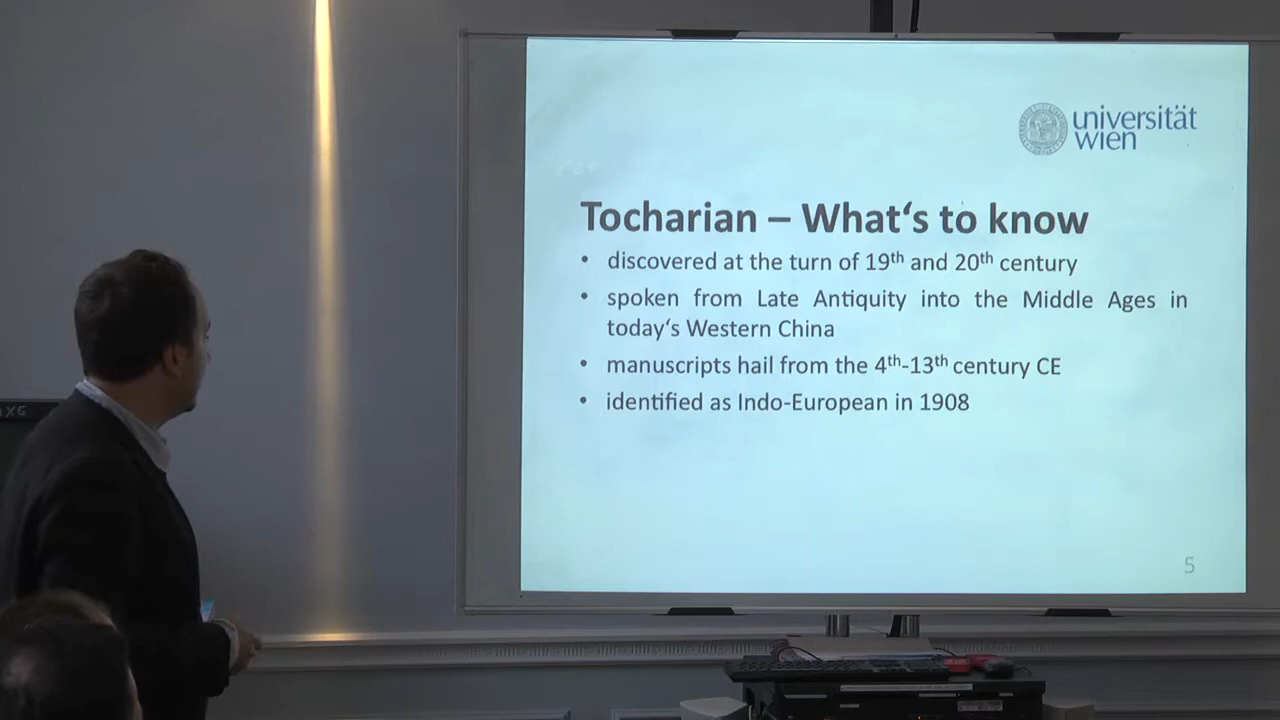 universität
wien
Tocharian – What‘s to know
• discovered at the turn of 19th and 20th century
• spoken from Late Antiquity into the Middle Ages in
today‘s Western China
• manuscripts hail from the 4th-13th century CE
• identified as Indo-European in 1908
5